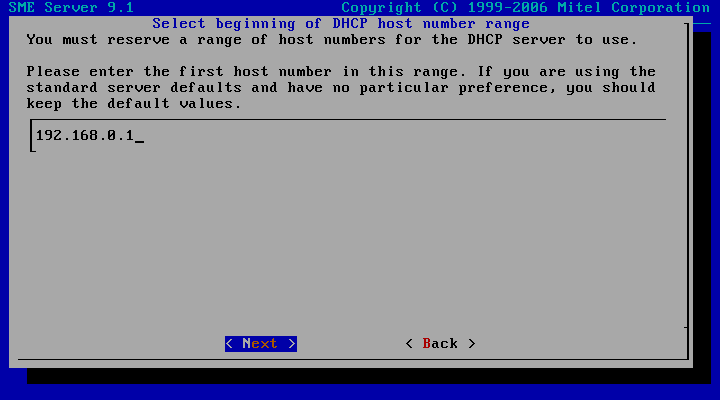 SME Server 9.1 Copyright (C) 1999-2006 Mitel Corporation
Select beginning of DHCP host number range
You must reserve a range of host numbers for the DHCP server to use.
Please enter the first host number in this range. If you are using the
standard server defaults and have no particular preference, you should
keep the default values.
192.168.0.1_
< Next > < Back >